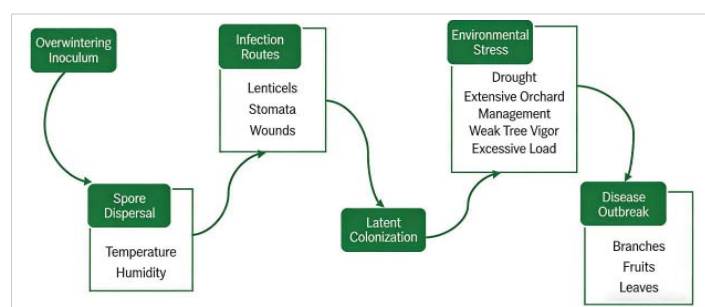 Overwintering
Inoculum
Spore
Dispersal
Temperature
Humidity
Infection
Routes
Lenticels
Stomata
Wounds
Latent
Colonization
Environmental
Stress
Drought
Extensive Orchard
Management
Weak Tree Vigor
Excessive Load
Disease
Outbreak
Branches
Fruits
Leaves